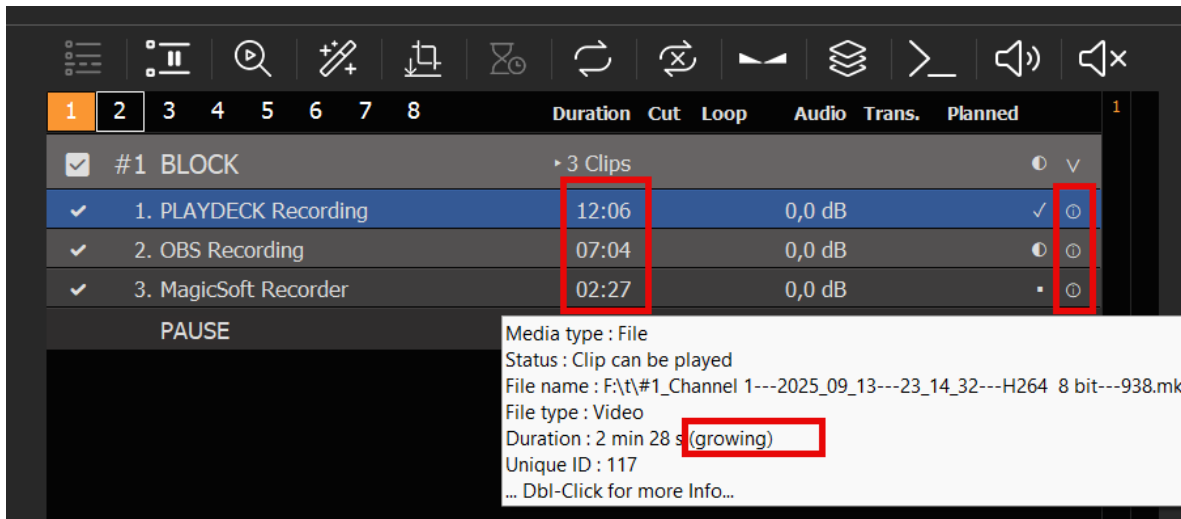 1 2 3 4 5 6 7 8 Duration Cut Loop Audio Trans. Planned 1
#1 BLOCK 3 Clips
1. PLAYDECK Recording 12:06 0,0 dB
2. OBS Recording 07:04 0,0 dB
3. MagicSoft Recorder 02:27 0,0 dB
PAUSE
Media type : File
Status : Clip can be played
File name : F:\t\#1_Channel 1---2025_09_13---23_14_32---H264 8 bit---938.mk
File type : Video
Duration : 2 min 28 s (growing)
Unique ID : 117
... Dbl-Click for more Info...